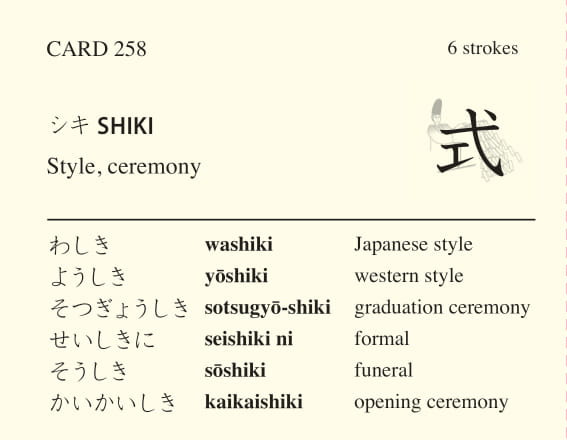 CARD 258 6 strokes
シキ SHIKI
Style, ceremony
式
わしき washiki Japanese style
ようしき yōshiki western style
そつぎょうしき sotsugyō-shiki graduation ceremony
せいしきに seishiki ni formal
そうしき sōshiki funeral
かいかいしき kaikaishiki opening ceremony